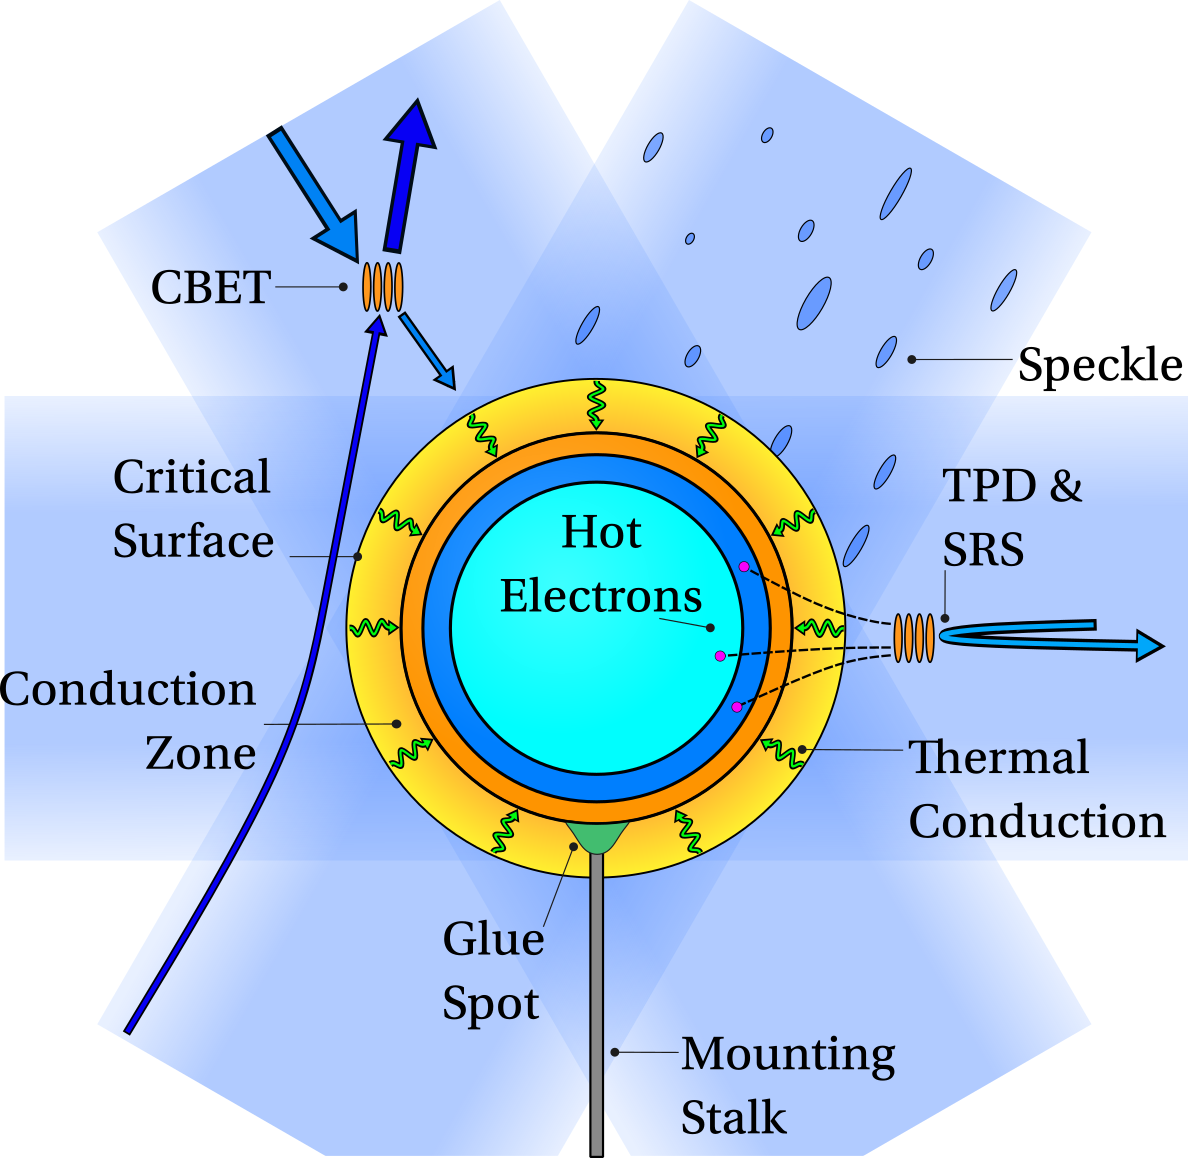 CBET
Speckle
Critical
Surface
TPD &
SRS
Hot
Electrons
Conduction
Zone
Thermal
Conduction
Glue
Spot
Mounting
Stalk